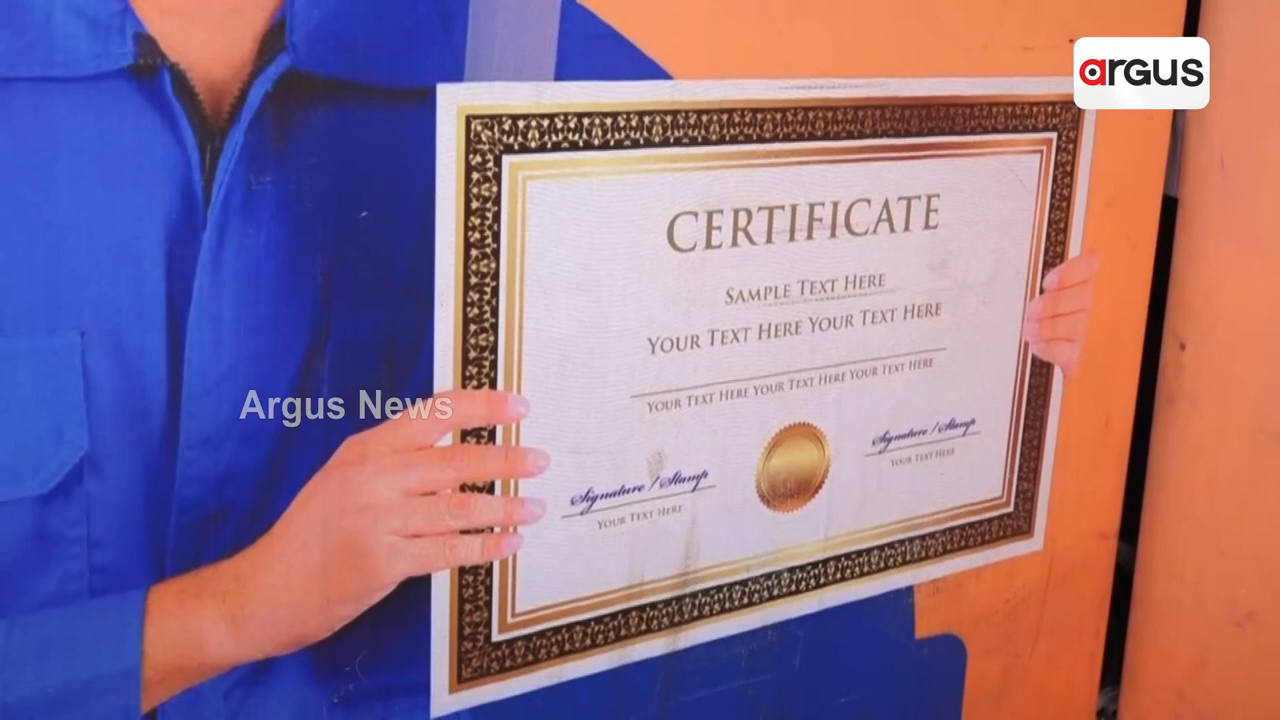 argus
CERTIFICATE
SAMPLE TEXT HERE
YOUR TEXT HERE YOUR TEXT HERE
YOUR TEXT HERE YOUR TEXT HERE YOUR TEXT HERE
Argus News
Signature / Stamp
YOUR TEXT HERE
Signature / Stamp
YOUR TEXT HERE